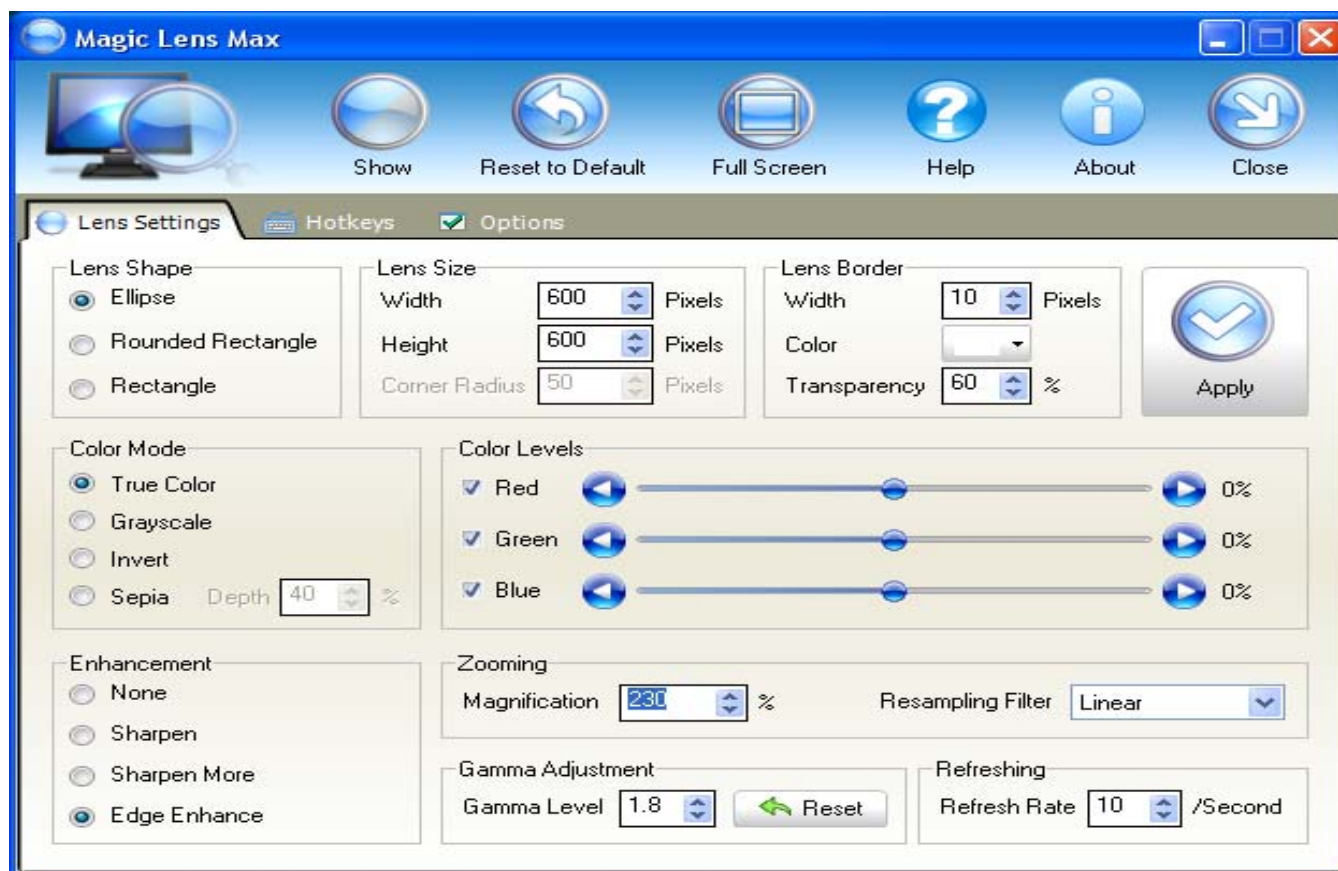 Magic Lens Max
Show Reset to Default Full Screen Help About Close
Lens Settings Hotkeys Options
Lens Shape
Ellipse
Rounded Rectangle
Rectangle
Lens Size
Width 600 Pixels
Height 600 Pixels
Corner Radius 50 Pixels
Lens Border
Width 10 Pixels
Color
Transparency 60 %
Apply
Color Mode
True Color
Grayscale
Invert
Sepia Depth 40 %
Color Levels
Red 0%
Green 0%
Blue 0%
Enhancement
None
Sharpen
Sharpen More
Edge Enhance
Zooming
Magnification 230 % Resampling Filter Linear
Gamma Adjustment
Gamma Level 1.8 Reset
Refreshing
Refresh Rate 10 /Second